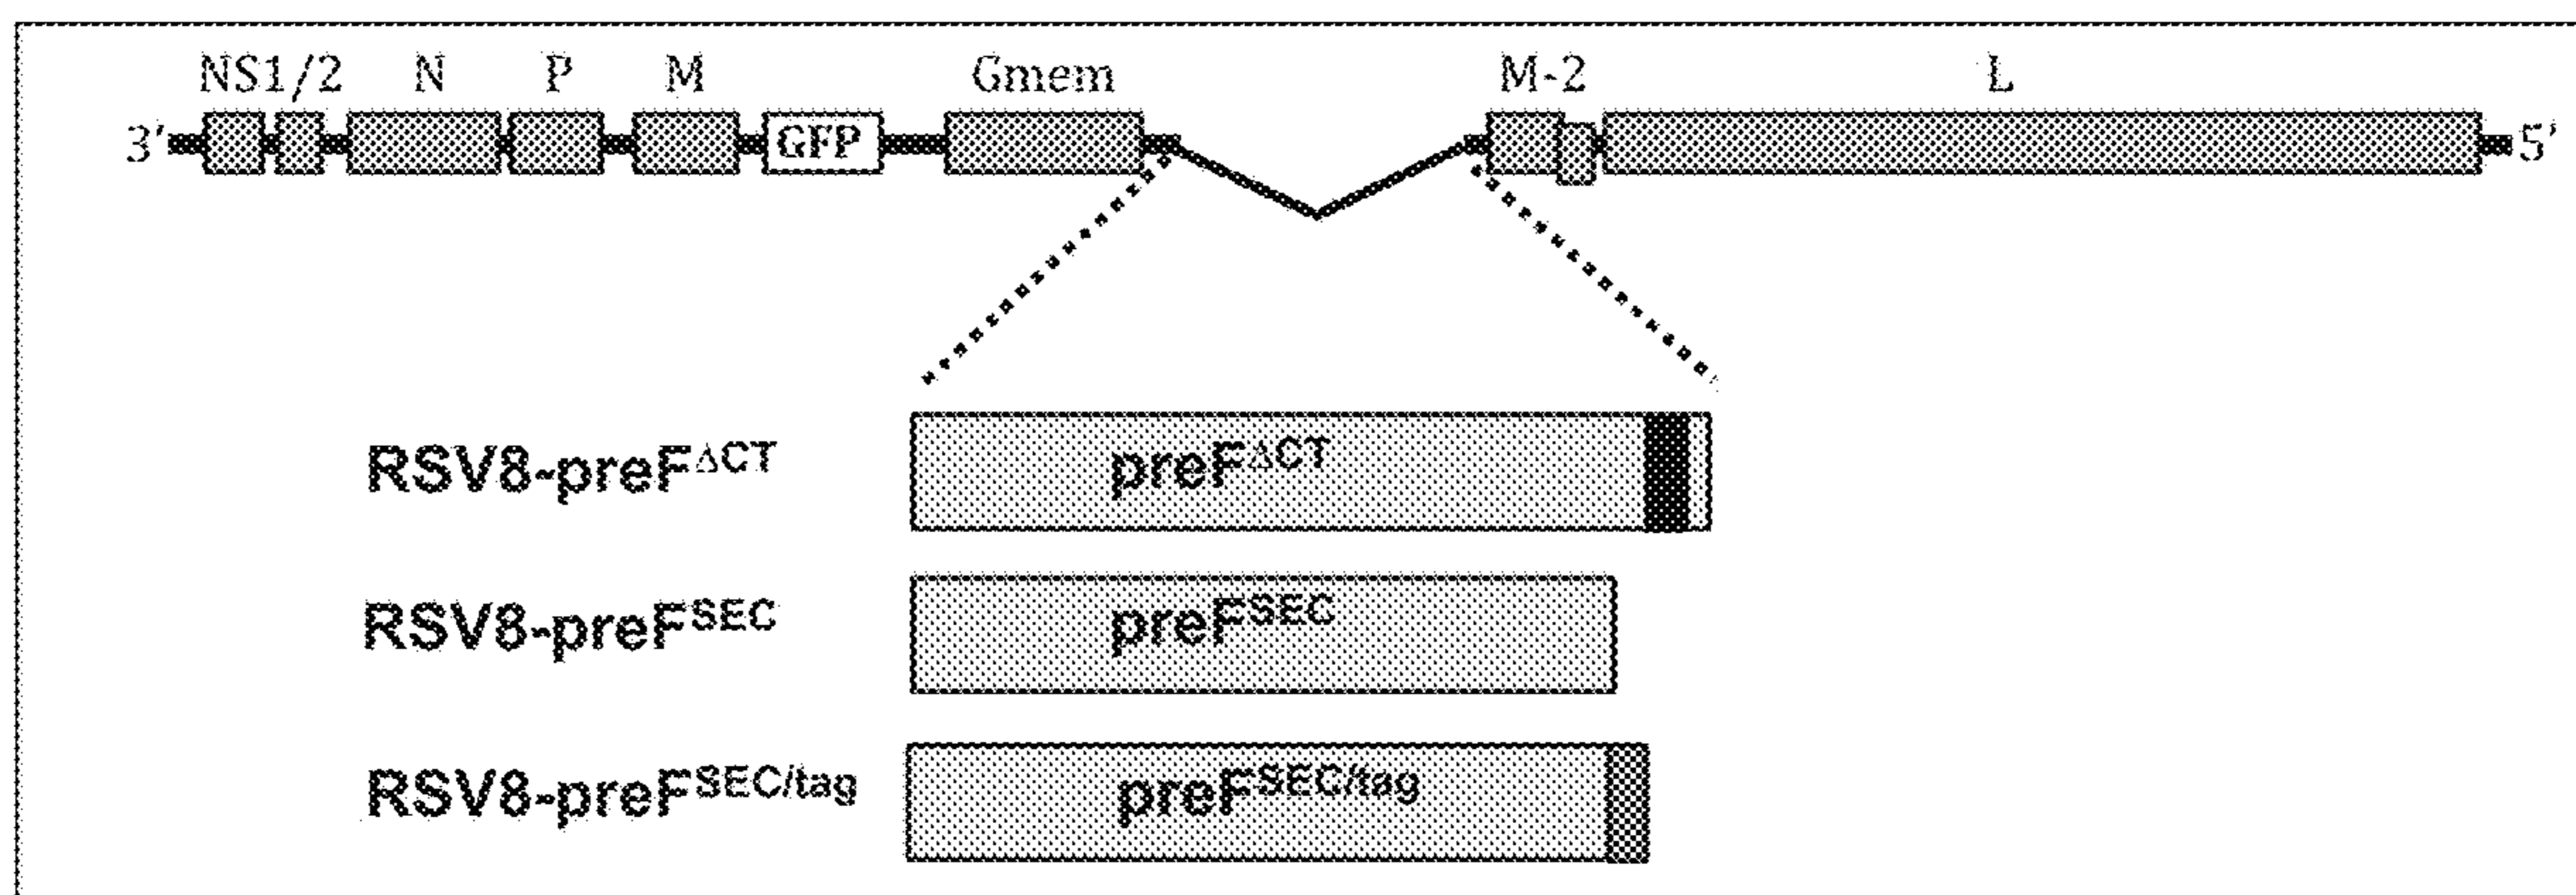 NS1/2 N P M Gmem M-2 L
3' GFP 5'
RSV8-preF^ΔCT preF^ΔCT
RSV8-preF^SEC preF^SEC
RSV8-preF^SEC/tag preF^SEC/tag